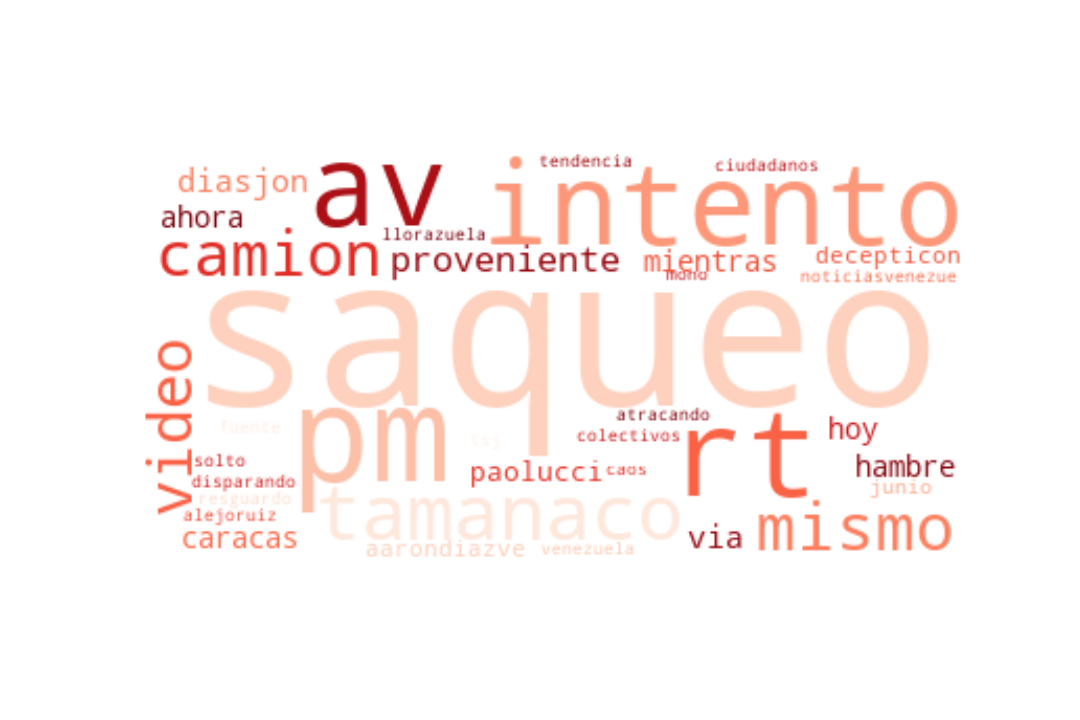 tendencia
ciudadanos
diasjon
av
intento
ahora
llorazuela
camion
proveniente
mientras
decepticon
mono
noticiasvenezue
saqueo
video
pm
atracando
rt
fuente
colectivos
tsj
hoy
solto
paolucci
caos
hambre
disparando
junio
resguardo
tamanaco
alejoruiz
mismo
caracas
via
aarondiazve
venezuela